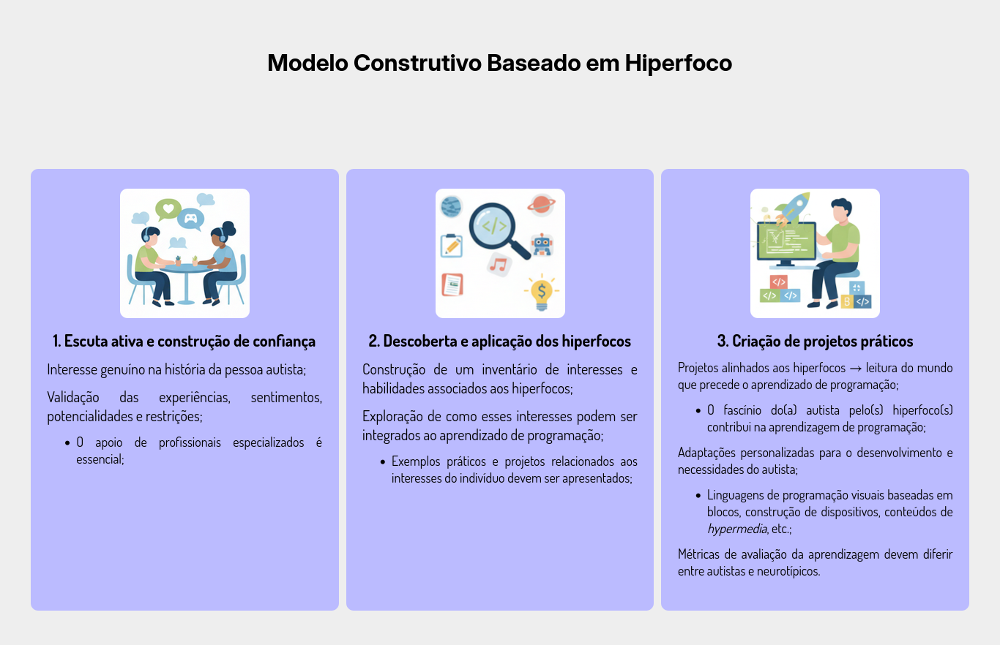 Modelo Construtivo Baseado em Hiperfoco
1. Escuta ativa e construção de confiança
Interesse genuíno na história da pessoa autista;
Validação das experiências, sentimentos,
potencialidades e restrições;
• O apoio de profissionais especializados é
essencial;
2. Descoberta e aplicação dos hiperfocos
Construção de um inventário de interesses e
habilidades associados aos hiperfocos;
Exploração de como esses interesses podem ser
integrados ao aprendizado de programação;
• Exemplos práticos e projetos relacionados aos
interesses do indivíduo devem ser apresentados;
3. Criação de projetos práticos
Projetos alinhados aos hiperfocos → leitura do mundo
que precede o aprendizado de programação;
• O fascínio do(a) autista pelo(s) hiperfoco(s)
contribui na aprendizagem de programação;
Adaptações personalizadas para o desenvolvimento e
necessidades do autista;
• Linguagens de programação visuais baseadas em
blocos, construção de dispositivos, conteúdos de
hypermedia, etc.;
Métricas de avaliação da aprendizagem devem diferir
entre autistas e neurotípicos.